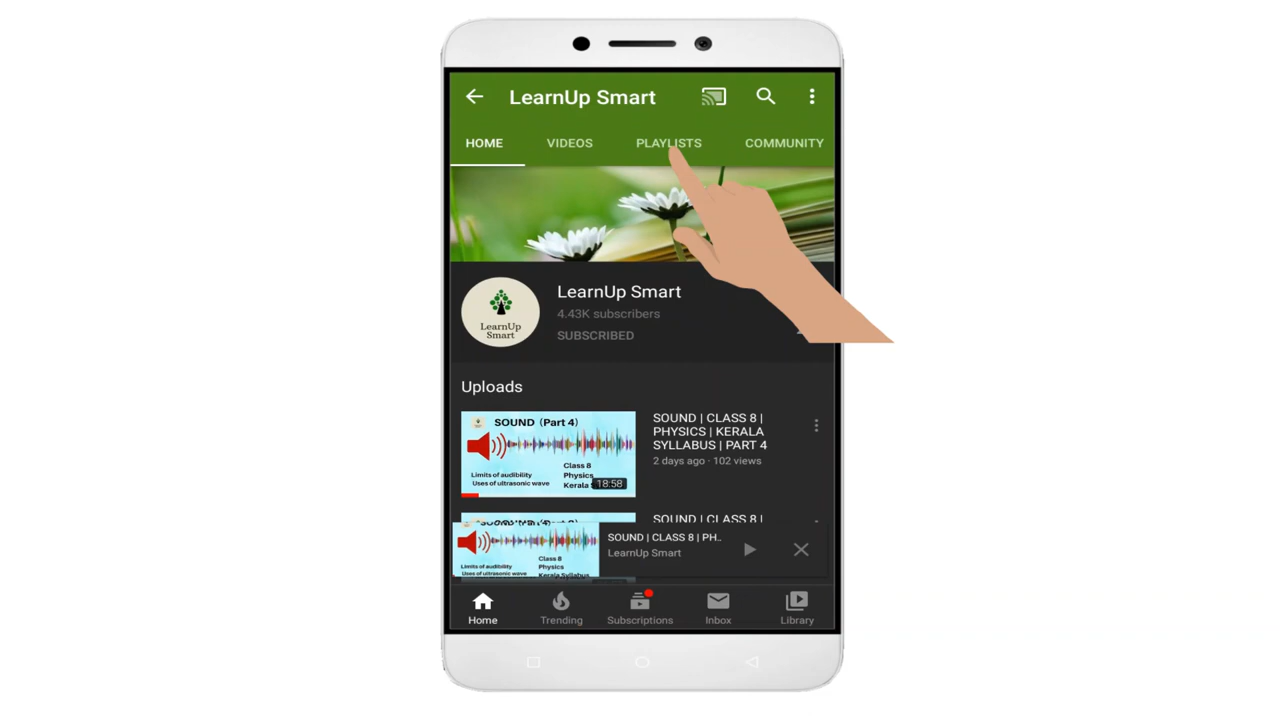 LearnUp Smart
HOME VIDEOS PLAYLISTS COMMUNITY
LearnUp
Smart
LearnUp Smart
4.43K subscribers
SUBSCRIBED
Uploads
SOUND (Part 4)
Limits of audibility
Uses of ultrasonic wave
Class 8
Physics
Kerala
18:58
SOUND | CLASS 8 |
PHYSICS | KERALA
SYLLABUS | PART 4
2 days ago · 102 views
SOUND | CLASS 8 |
Limits of audibility
Uses of ultrasonic wave
Class 8
Physics
Kerala Syllabus
SOUND | CLASS 8 | PH..
LearnUp Smart
Home Trending Subscriptions Inbox Library